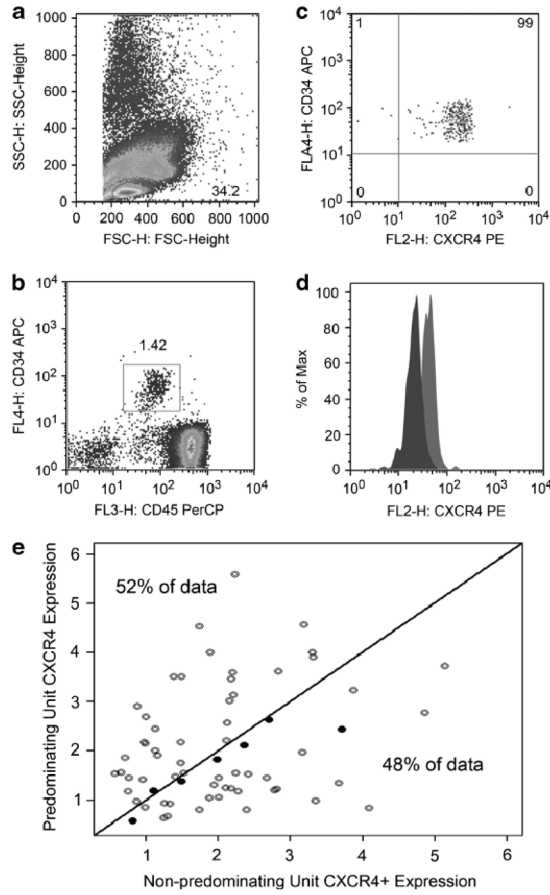 a
SSC-H: SSC-Height
1000
800
600
400
200
0
34.2
0 200 400 600 800 1000
FSC-H: FSC-Height
c
FLA4-H: CD34 APC
10^4
10^3
10^2
10^1
10^0
1
99
0
0
10^0 10^1 10^2 10^3 10^4
FL2-H: CXCR4 PE
b
FL4-H: CD34 APC
10^4
10^3
10^2
10^1
10^0
1.42
10^0 10^1 10^2 10^3 10^4
FL3-H: CD45 PerCP
d
% of Max
100
80
60
40
20
0
10^0 10^1 10^2 10^3 10^4
FL2-H: CXCR4 PE
e
Predominating Unit CXCR4 Expression
6
5
4
3
2
1
52% of data
48% of data
1 2 3 4 5 6
Non-predominating Unit CXCR4+ Expression